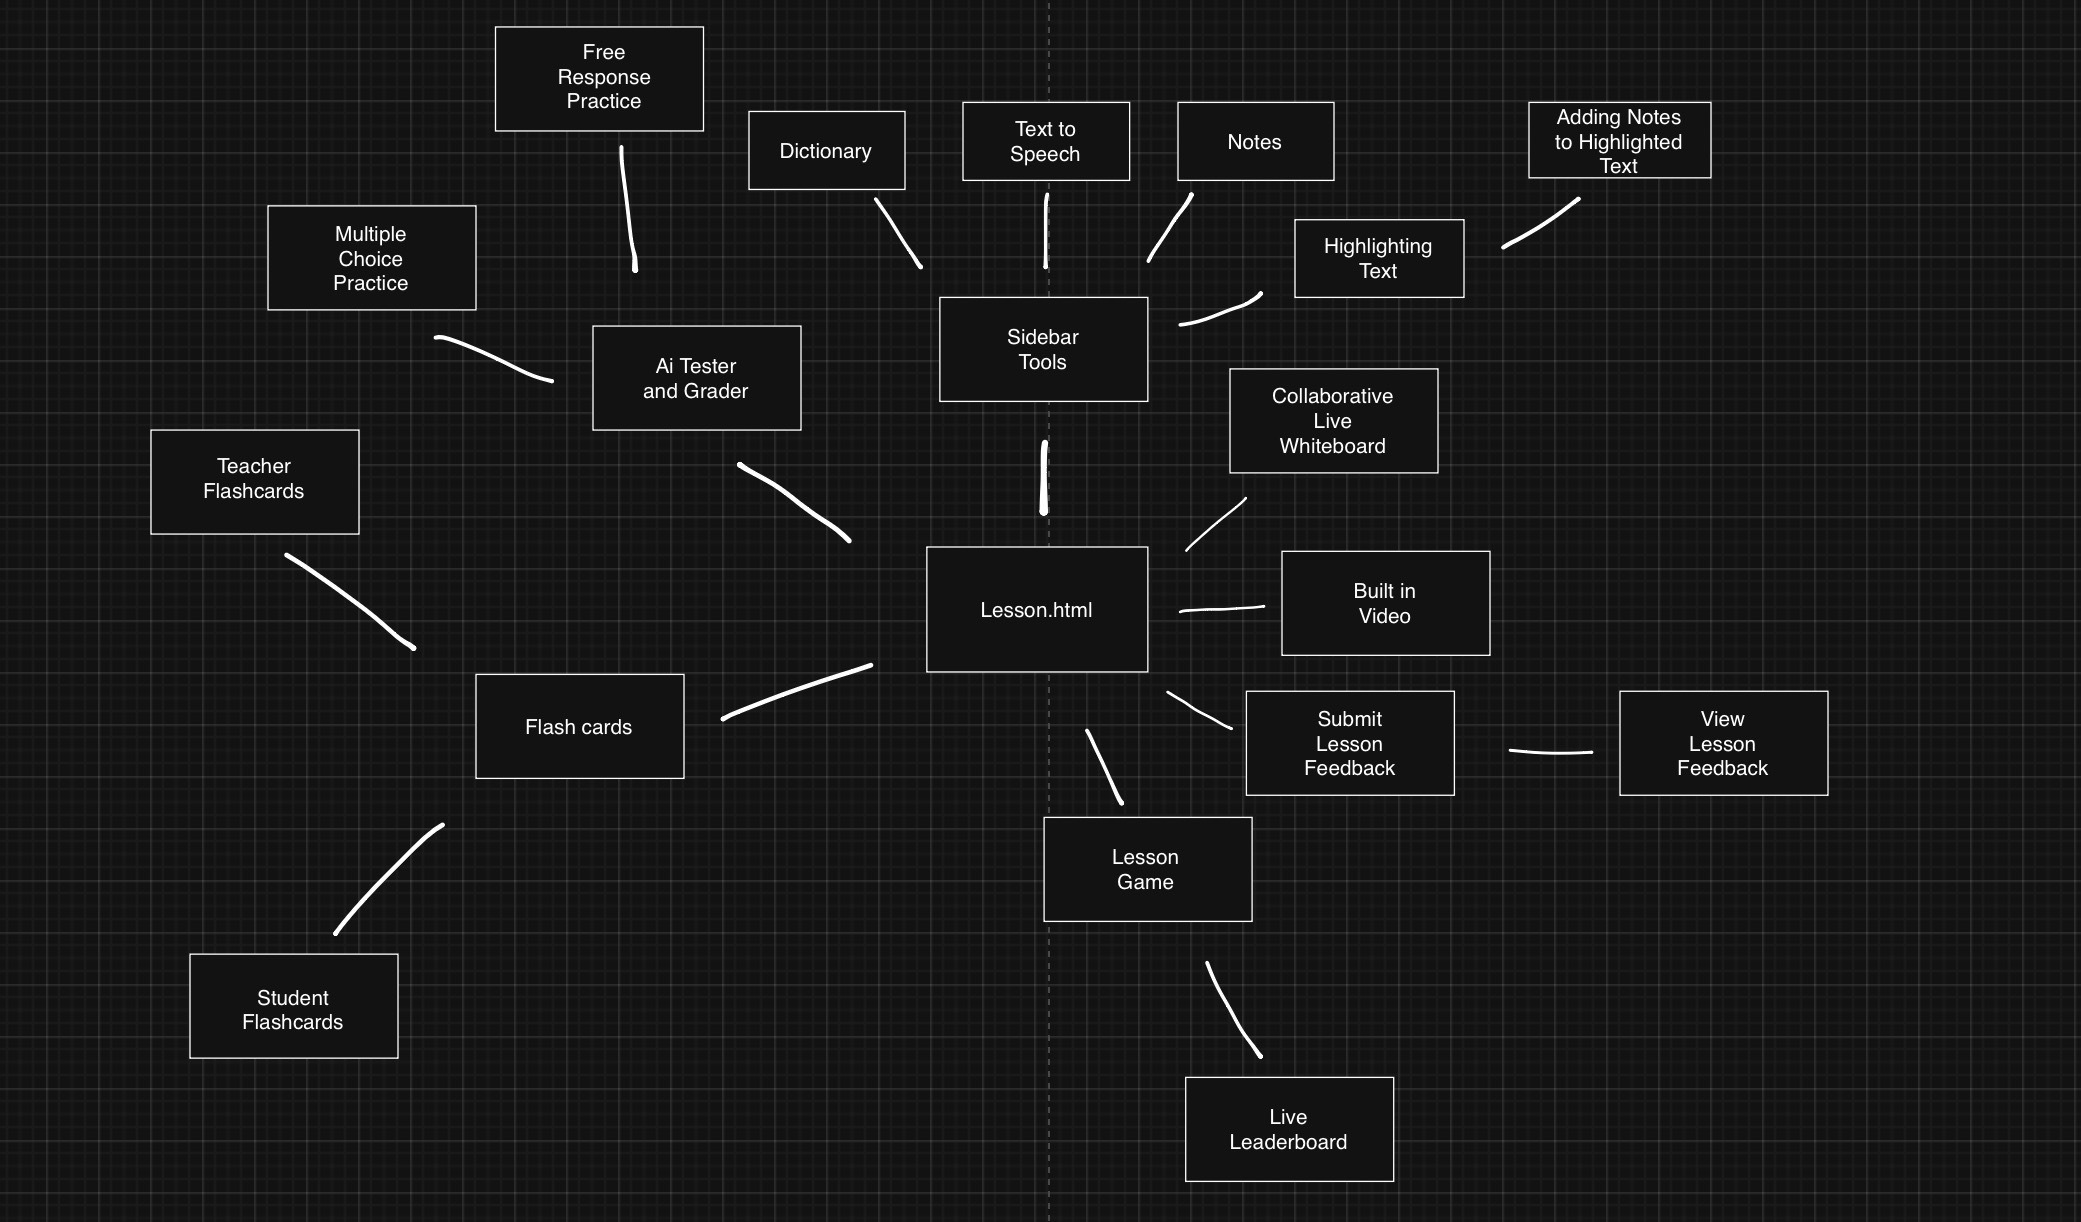 Free
Response
Practice
Dictionary
Text to
Speech
Notes
Adding Notes
to Highlighted
Text
Multiple
Choice
Practice
Highlighting
Text
Ai Tester
and Grader
Sidebar
Tools
Collaborative
Live
Whiteboard
Teacher
Flashcards
Lesson.html
Built in
Video
Flash cards
Submit
Lesson
Feedback
View
Lesson
Feedback
Lesson
Game
Student
Flashcards
Live
Leaderboard